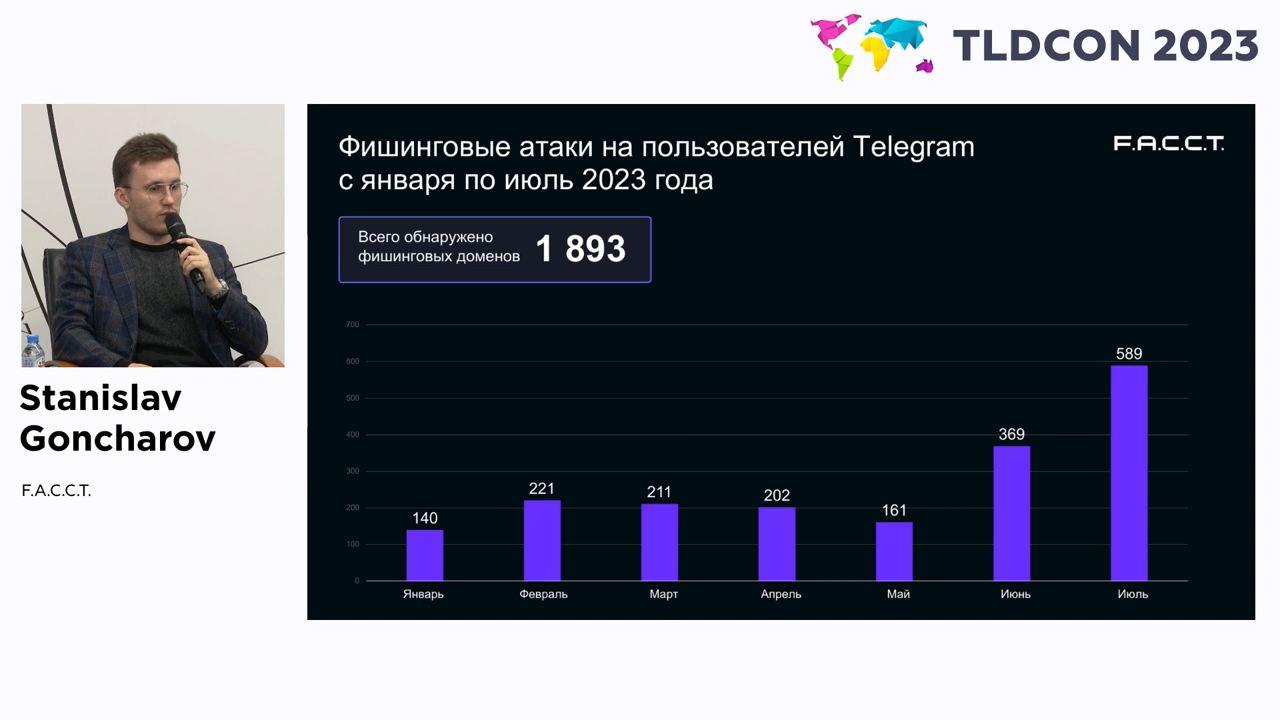 TLDCON 2023
Фишинговые атаки на пользователей Telegram
с января по июль 2023 года
F.A.C.C.T.
Всего обнаружено
фишинговых доменов
1 893
700
600
500
400
300
200
100
0
140
221
211
202
161
369
589
Январь
Февраль
Март
Апрель
Май
Июнь
Июль
Stanislav
Goncharov
F.A.C.C.T.